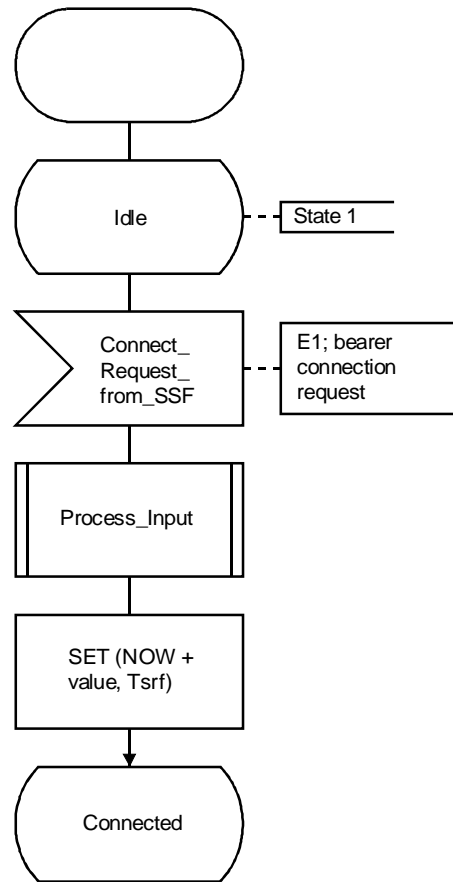 Idle
State 1
Connect_
Request_
from_SSF
E1; bearer
connection
request
Process_Input
SET (NOW +
value, Tsrf)
Connected